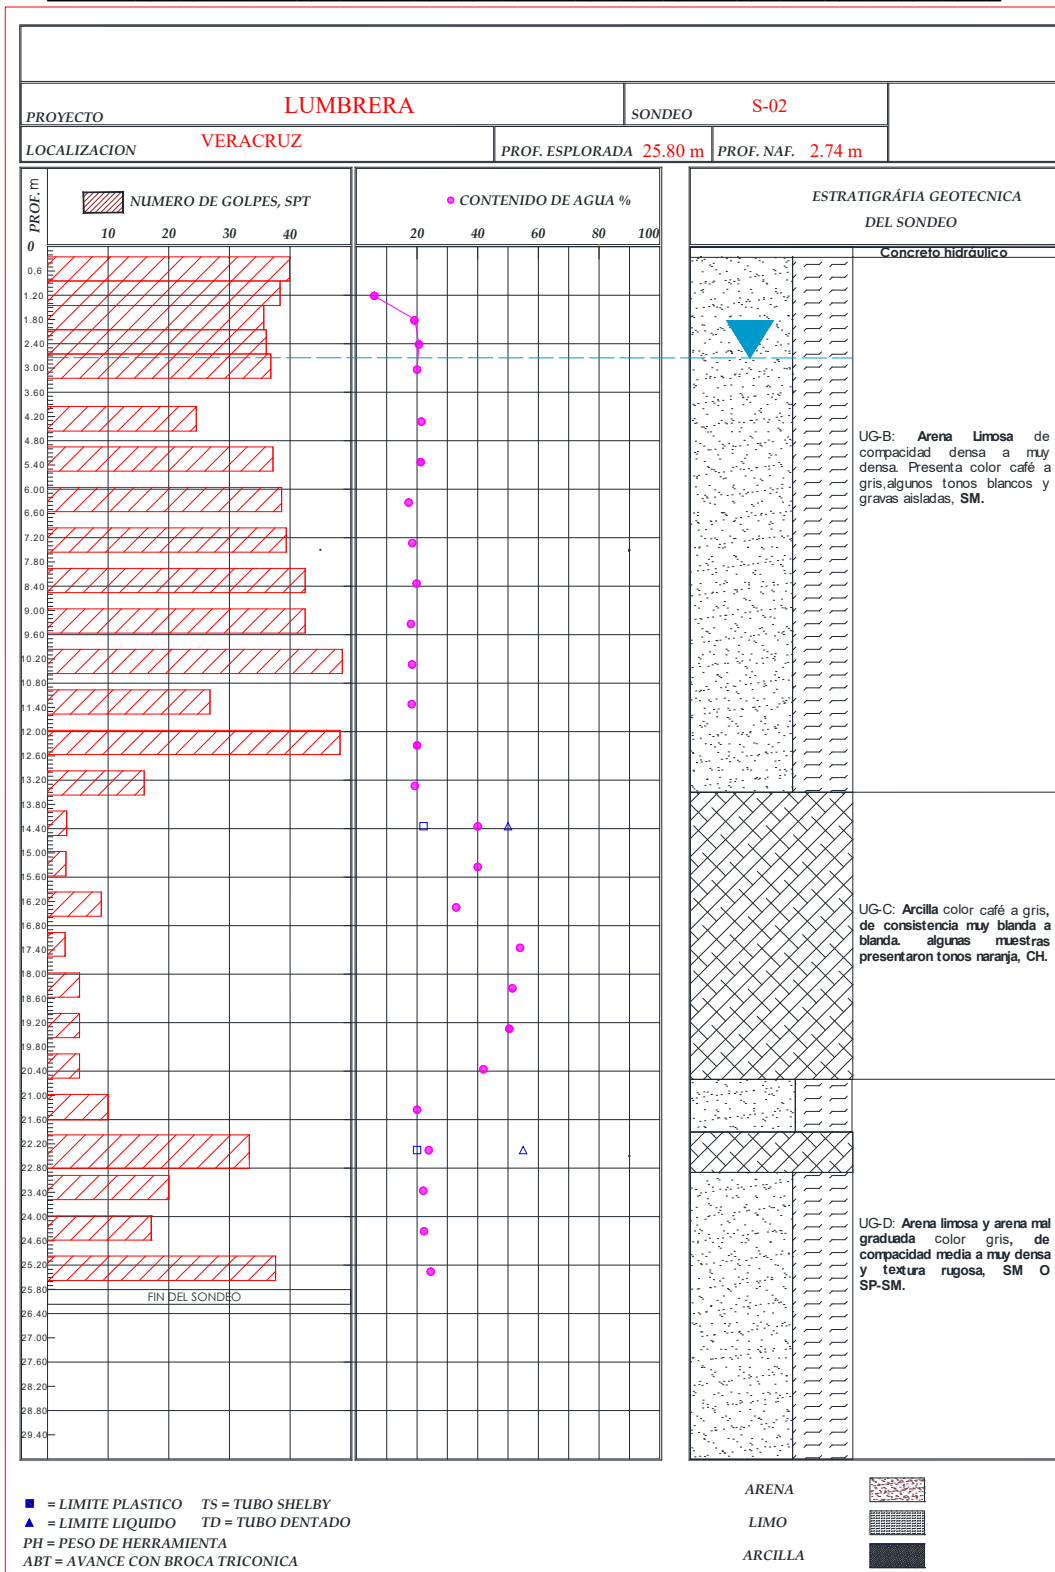 PROYECTO LUMBRERA SONDEO S-02
LOCALIZACION VERACRUZ PROF. ESPLORADA 25.80 m PROF. NAF. 2.74 m
PROF. m
NUMERO DE GOLPES, SPT
CONTENIDO DE AGUA %
ESTRATIGRÁFIA GEOTECNICA
DEL SONDEO
10 20 30 40
20 40 60 80 100
0
Concreto hidráulico
0.6
1.20
1.80
2.40
3.00
3.60
4.20
4.80
5.40
6.00
6.60
7.20
7.80
8.40
9.00
9.60
10.20
10.80
11.40
12.00
12.60
13.20
13.80
14.40
15.00
15.60
16.20
16.80
17.40
18.00
18.60
19.20
19.80
20.40
21.00
21.60
22.20
22.80
23.40
24.00
24.60
25.20
25.80
26.40
27.00
27.60
28.20
28.80
29.40
FIN DEL SONDEO
UG-B: Arena Limosa de
compacidad densa a muy
densa. Presenta color café a
gris,algunos tonos blancos y
gravas aisladas, SM.
UG-C: Arcilla color café a gris,
de consistencia muy blanda a
blanda. algunas muestras
presentaron tonos naranja, CH.
UG-D: Arena limosa y arena mal
graduada color gris, de
compacidad media a muy densa
y textura rugosa, SM O
SP-SM.
= LIMITE PLASTICO TS = TUBO SHELBY
= LIMITE LIQUIDO TD = TUBO DENTADO
PH = PESO DE HERRAMIENTA
ABT = AVANCE CON BROCA TRICONICA
ARENA
LIMO
ARCILLA